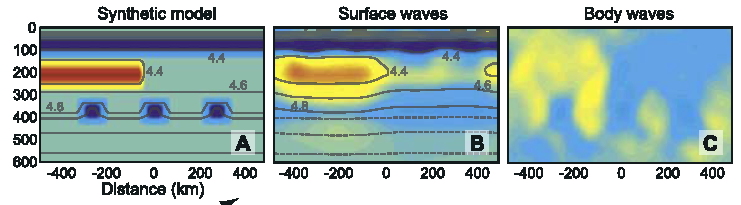 Synthetic model Surface waves Body waves
0
100
200
300
400
500
600
4.4
4.4
4.6
4.6
A
4.4
4.4
4.6
4.8
B
C
-400 -200 0 200 400 -400 -200 0 200 400 -400 -200 0 200 400
Distance (km)